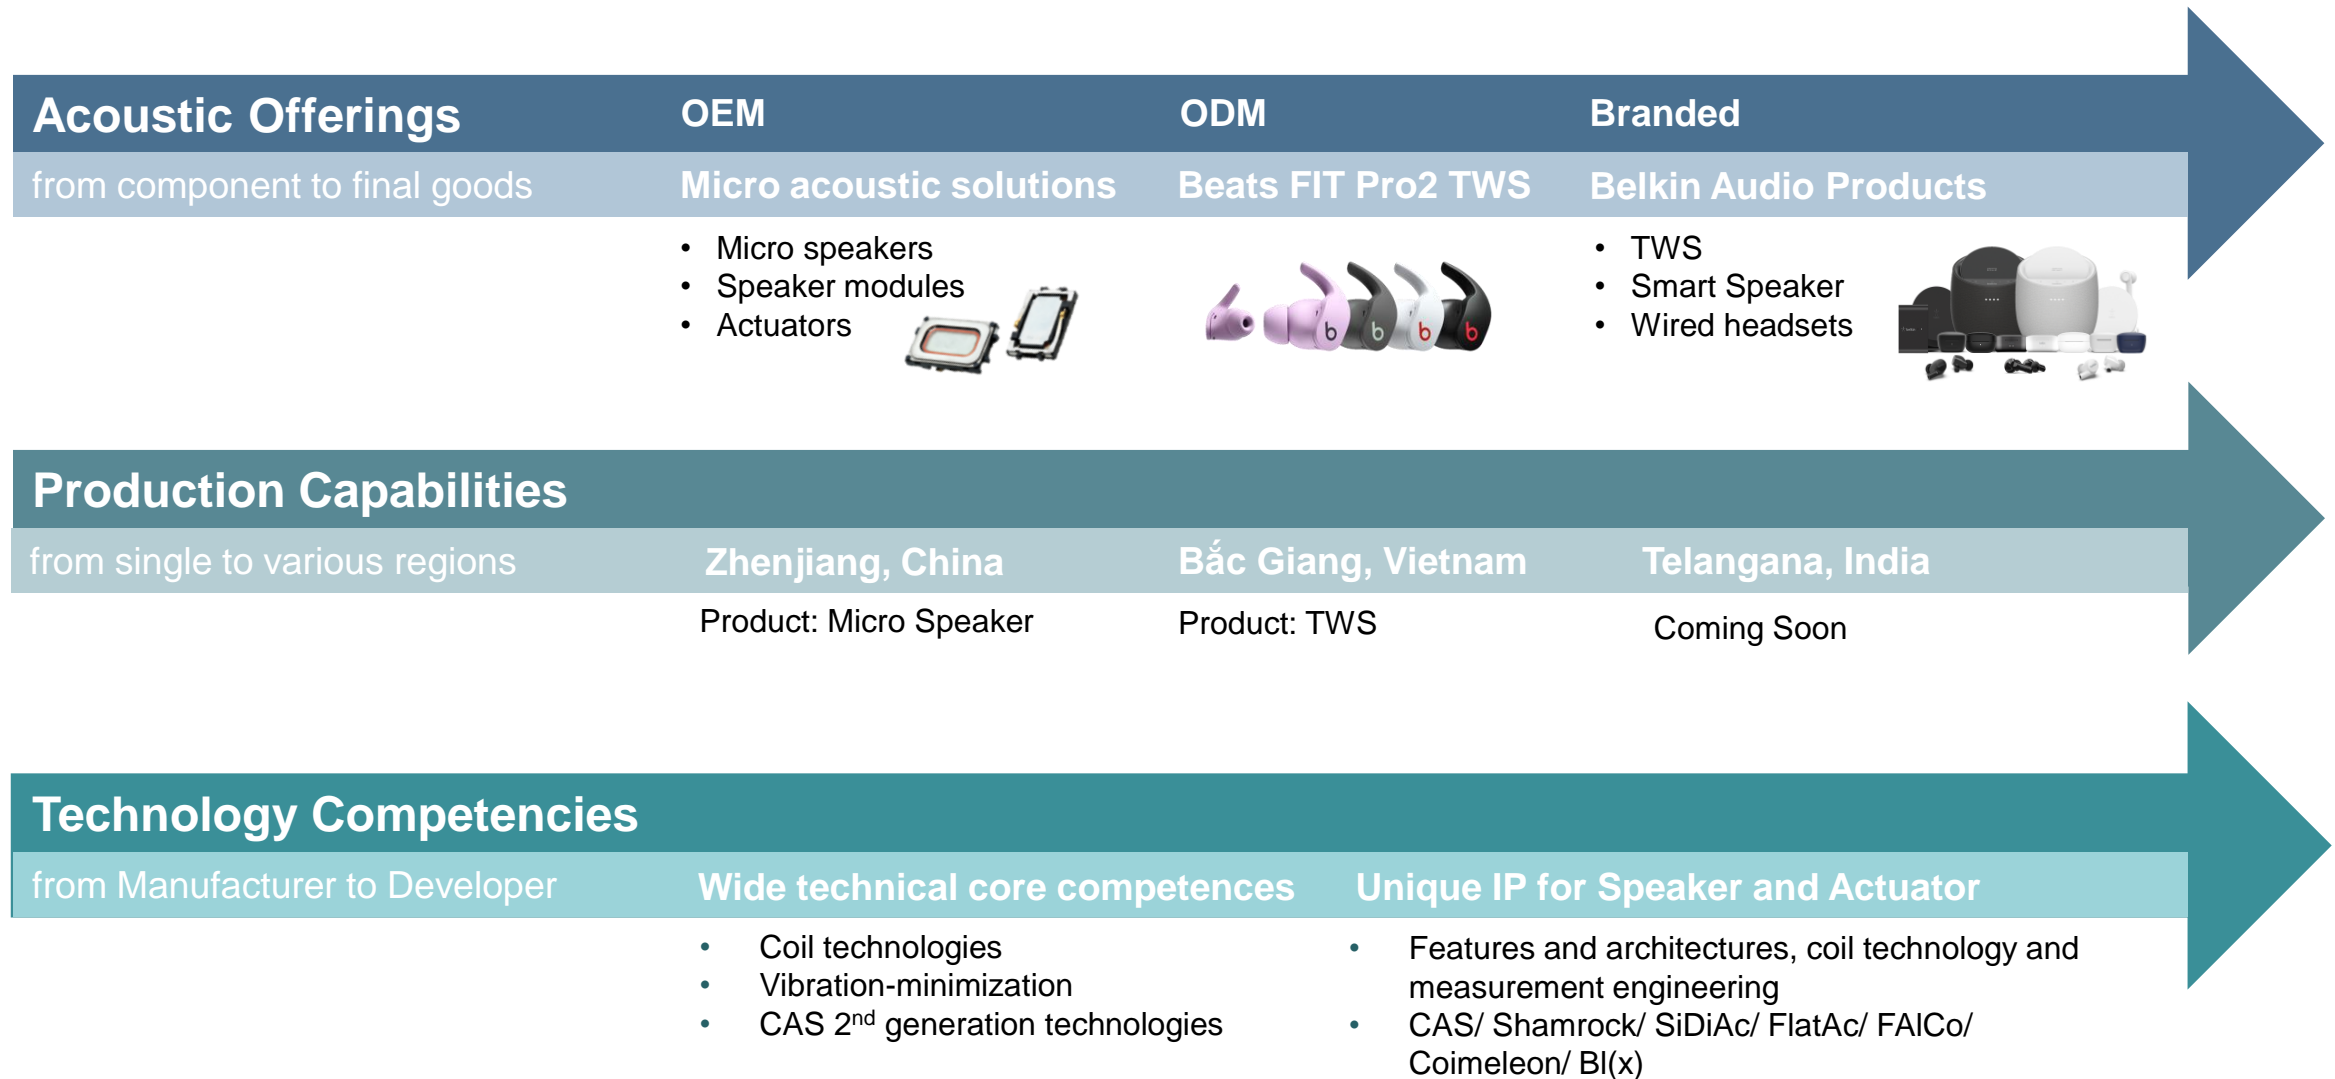 Acoustic Offerings
OEM
ODM
Branded
from component to final goods
Micro acoustic solutions
Beats FIT Pro2 TWS
Belkin Audio Products
• Micro speakers
• Speaker modules
• Actuators
• TWS
• Smart Speaker
• Wired headsets
Production Capabilities
from single to various regions
Zhenjiang, China
Bắc Giang, Vietnam
Telangana, India
Product: Micro Speaker
Product: TWS
Coming Soon
Technology Competencies
from Manufacturer to Developer
Wide technical core competences
Unique IP for Speaker and Actuator
• Coil technologies
• Vibration-minimization
• CAS 2nd generation technologies
• Features and architectures, coil technology and
measurement engineering
• CAS/ Shamrock/ SiDiAc/ FlatAc/ FAlCo/
Coimeleon/ Bl(x)